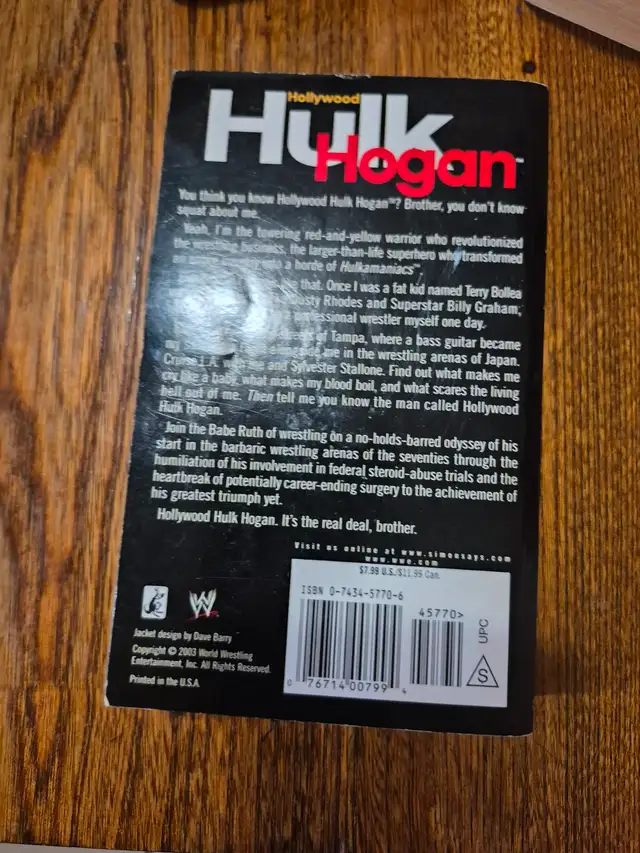 Hollywood
Hulk
Hogan
You think you know Hollywood Hulk Hogan™? Brother, you don't know
squat about me.
Yeah, I'm the towering red-and-yellow warrior who revolutionized
the wrestling business, the larger-than-life superhero who transformed
an a horde of Hulkamaniacs™.
that. Once I was a fat kid named Terry Bollea
Dusty Rhodes and Superstar Billy Graham,
professional wrestler myself one day.
of Tampa, where a bass guitar became
my me in the wrestling arenas of Japan.
Cruise L.A. and Sylvester Stallone. Find out what makes me
cry like a baby, what makes my blood boil, and what scares the living
hell out of me. Then tell me you know the man called Hollywood
Hulk Hogan.
Join the Babe Ruth of wrestling on a no-holds-barred odyssey of his
start in the barbaric wrestling arenas of the seventies through the
humiliation of his involvement in federal steroid-abuse trials and the
heartbreak of potentially career-ending surgery to the achievement of
his greatest triumph yet.
Hollywood Hulk Hogan. It's the real deal, brother.
Visit us online at www.simonsays.com
www.wwe.com
$7.99 U.S./$11.99 Can.
ISBN 0-7434-5770-6
45770>
UPC
S
0 76714 00799 4
W
Jacket design by Dave Barry
Copyright © 2003 World Wrestling
Entertainment, Inc. All Rights Reserved.
Printed in the U.S.A.